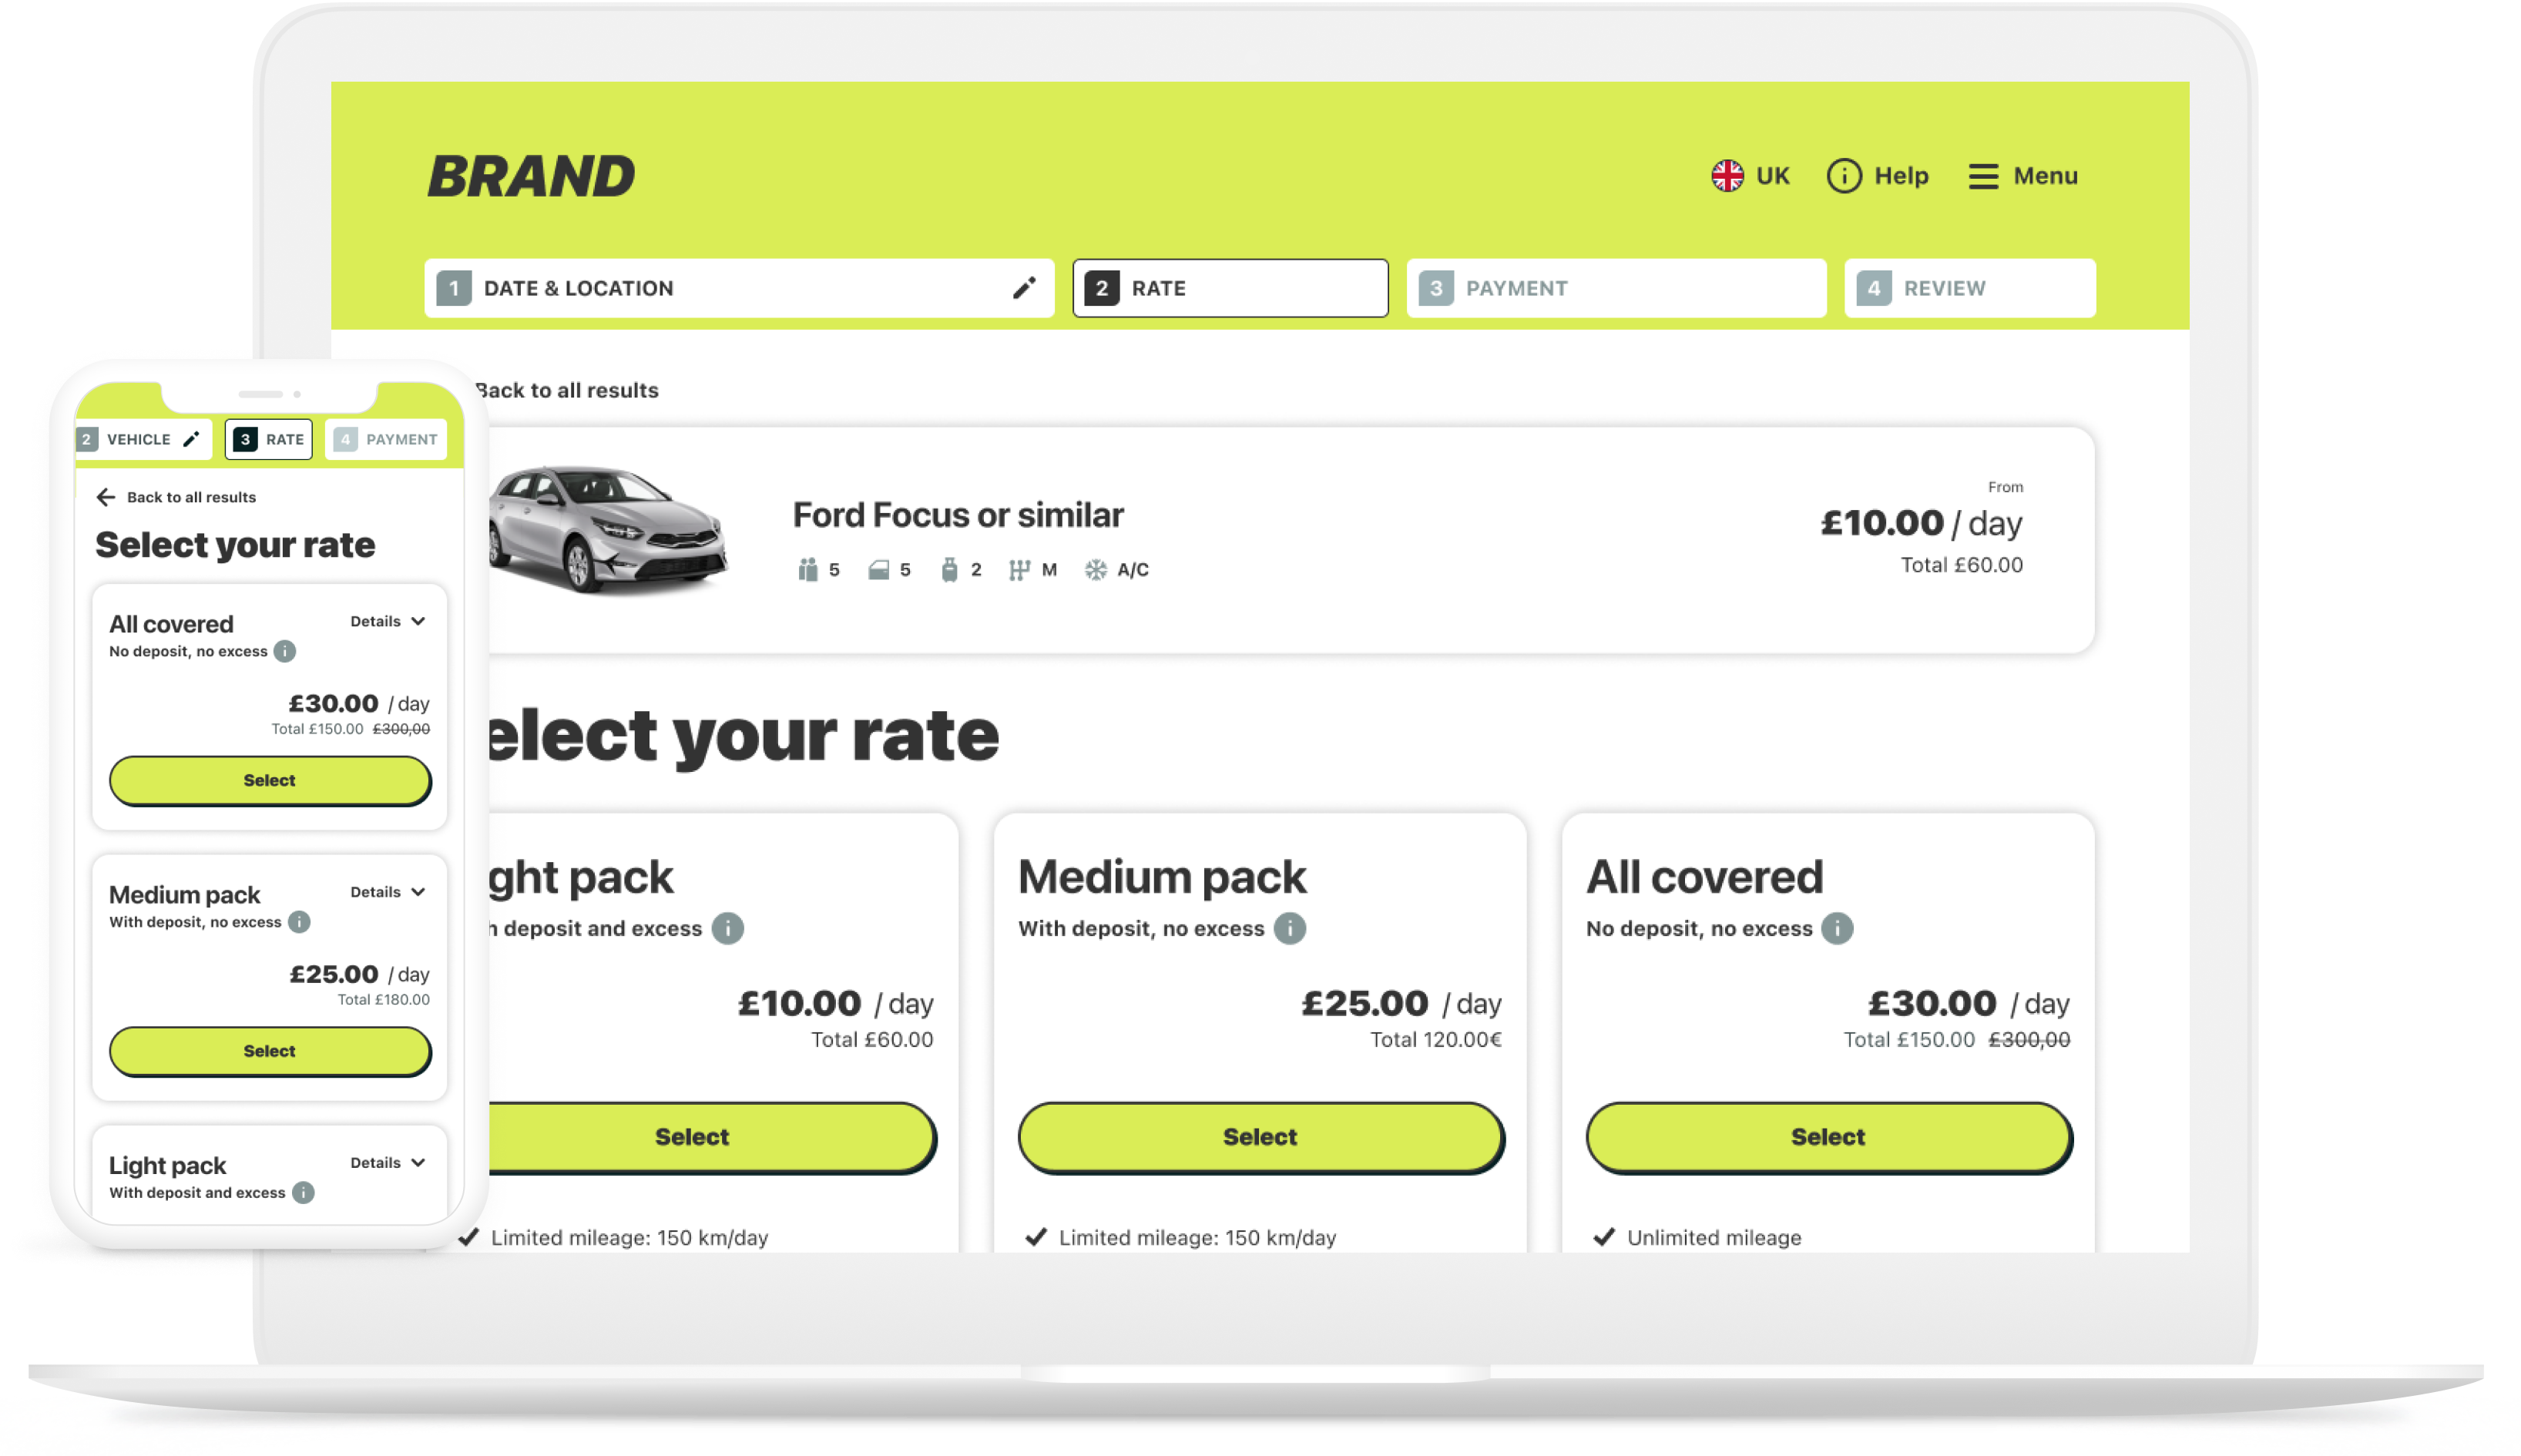 BRAND
UK Help Menu
1 DATE & LOCATION 2 RATE 3 PAYMENT 4 REVIEW
Back to all results
Ford Focus or similar
5 5 2 M A/C
From
£10.00 / day
Total £60.00
elect your rate
ght pack
h deposit and excess i
£10.00 / day
Total £60.00
Select
Limited mileage: 150 km/day
Medium pack
With deposit, no excess i
£25.00 / day
Total 120.00€
Select
Limited mileage: 150 km/day
All covered
No deposit, no excess i
£30.00 / day
Total £150.00 £300,00
Select
Unlimited mileage
2 VEHICLE 3 RATE 4 PAYMENT
Back to all results
Select your rate
All covered Details
No deposit, no excess i
£30.00 / day
Total £150.00 £300,00
Select
Medium pack Details
With deposit, no excess i
£25.00 / day
Total £180.00
Select
Light pack Details
With deposit and excess i